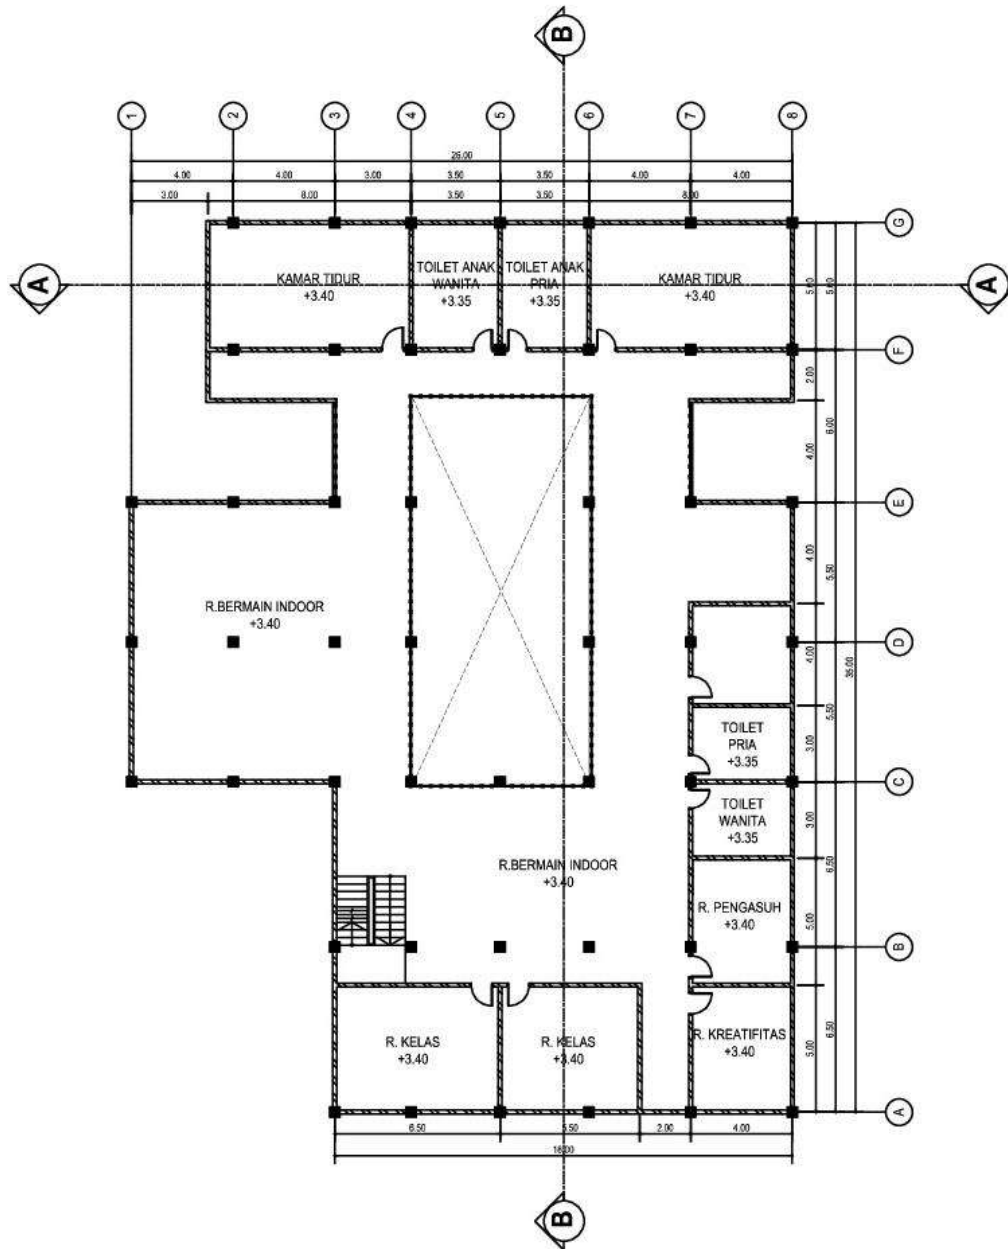 B
1
2
3
4
5
6
7
8
26.00
4.00
4.00
3.00
3.50
3.50
4.00
4.00
3.00
8.00
3.50
3.50
8.00
G
A
A
KAMAR TIDUR
+3.40
TOILET ANAK
WANITA
+3.35
TOILET ANAK
PRIA
+3.35
KAMAR TIDUR
+3.40
5.00
5.00
F
2.00
6.00
4.00
E
4.00
5.50
R.BERMAIN INDOOR
+3.40
D
4.00
35.00
5.50
TOILET
PRIA
+3.35
3.00
C
TOILET
WANITA
+3.35
3.00
R.BERMAIN INDOOR
+3.40
6.50
R. PENGASUH
+3.40
5.00
B
R. KELAS
+3.40
R. KELAS
+3.40
R. KREATIFITAS
+3.40
5.00
6.50
A
6.50
5.50
2.00
4.00
18.00
B